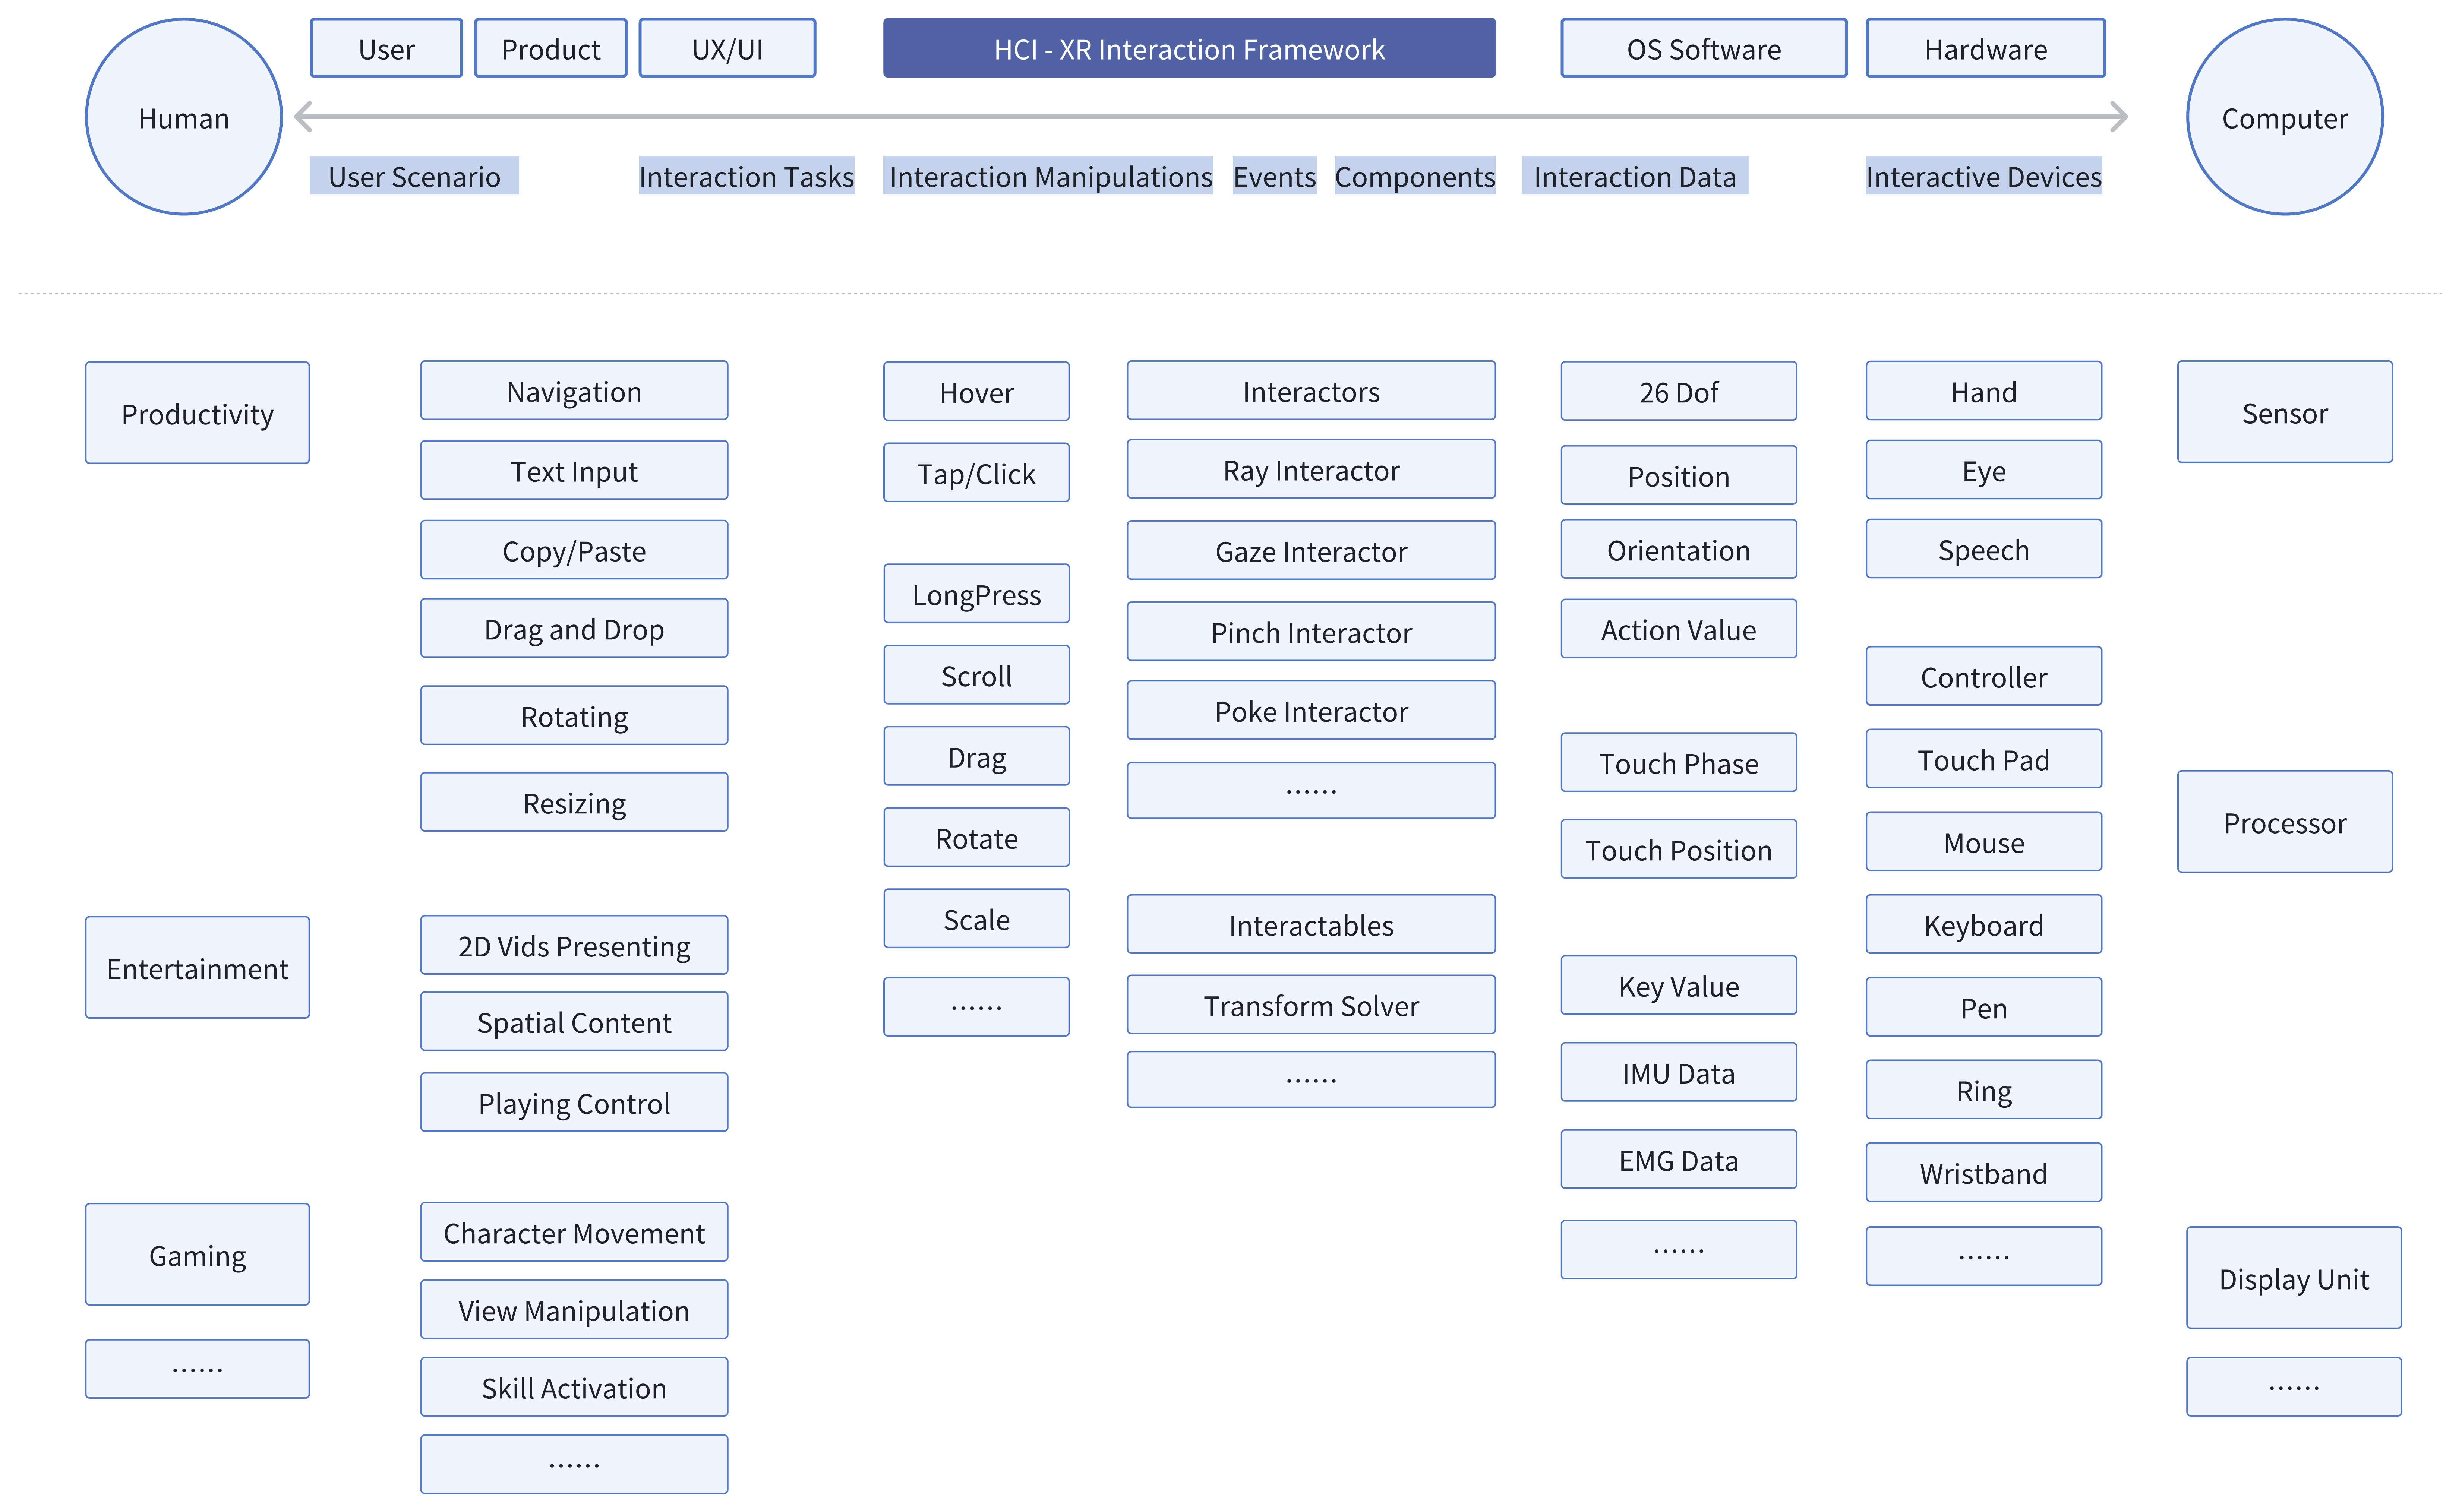 Human
User
Product
UX/UI
HCI - XR Interaction Framework
OS Software
Hardware
Computer
User Scenario
Interaction Tasks
Interaction Manipulations
Events
Components
Interaction Data
Interactive Devices
Productivity
Entertainment
Gaming
······
Navigation
Text Input
Copy/Paste
Drag and Drop
Rotating
Resizing
2D Vids Presenting
Spatial Content
Playing Control
Character Movement
View Manipulation
Skill Activation
······
Hover
Tap/Click
LongPress
Scroll
Drag
Rotate
Scale
······
Interactors
Ray Interactor
Gaze Interactor
Pinch Interactor
Poke Interactor
······
Interactables
Transform Solver
······
26 Dof
Position
Orientation
Action Value
Touch Phase
Touch Position
Key Value
IMU Data
EMG Data
······
Hand
Eye
Speech
Controller
Touch Pad
Mouse
Keyboard
Pen
Ring
Wristband
······
Sensor
Processor
Display Unit
······